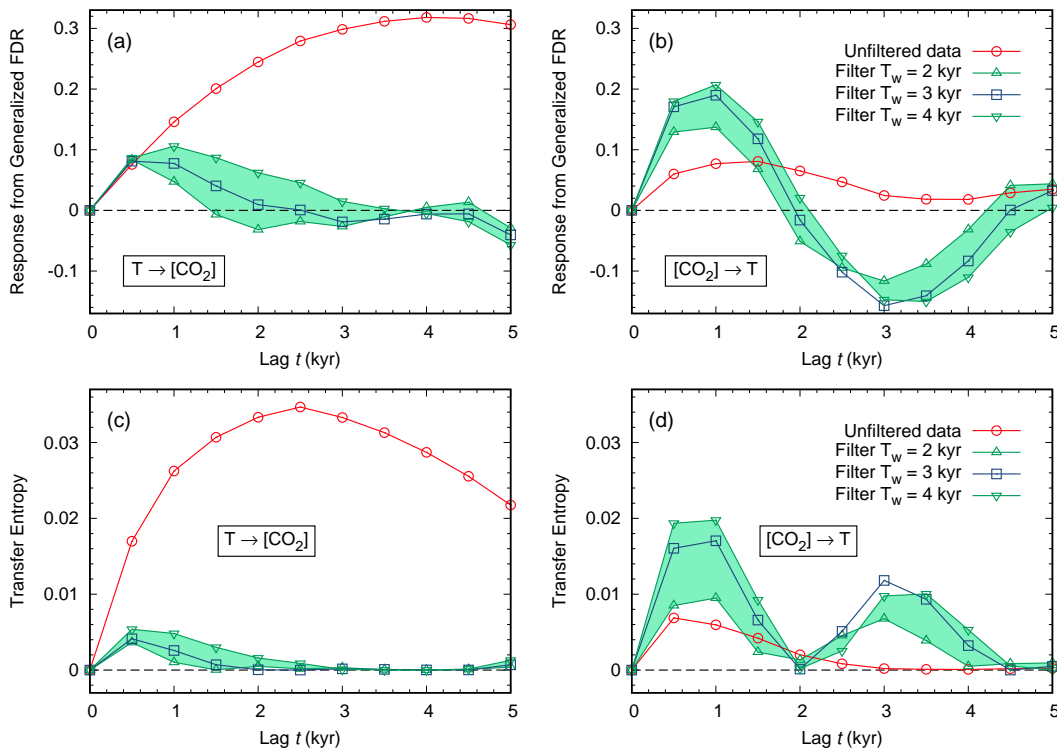 (a)
Response from Generalized FDR
0.3
0.2
0.1
0
-0.1
T → [CO2]
0 1 2 3 4 5
Lag t (kyr)
(b)
Response from Generalized FDR
0.3
0.2
0.1
0
-0.1
Unfiltered data
Filter Tw = 2 kyr
Filter Tw = 3 kyr
Filter Tw = 4 kyr
[CO2] → T
0 1 2 3 4 5
Lag t (kyr)
(c)
Transfer Entropy
0.03
0.02
0.01
0
T → [CO2]
0 1 2 3 4 5
Lag t (kyr)
(d)
Transfer Entropy
0.03
0.02
0.01
0
Unfiltered data
Filter Tw = 2 kyr
Filter Tw = 3 kyr
Filter Tw = 4 kyr
[CO2] → T
0 1 2 3 4 5
Lag t (kyr)